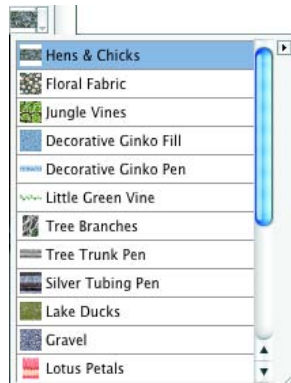 Hens & Chicks
Floral Fabric
Jungle Vines
Decorative Ginko Fill
Decorative Ginko Pen
Little Green Vine
Tree Branches
Tree Trunk Pen
Silver Tubing Pen
Lake Ducks
Gravel
Lotus Petals